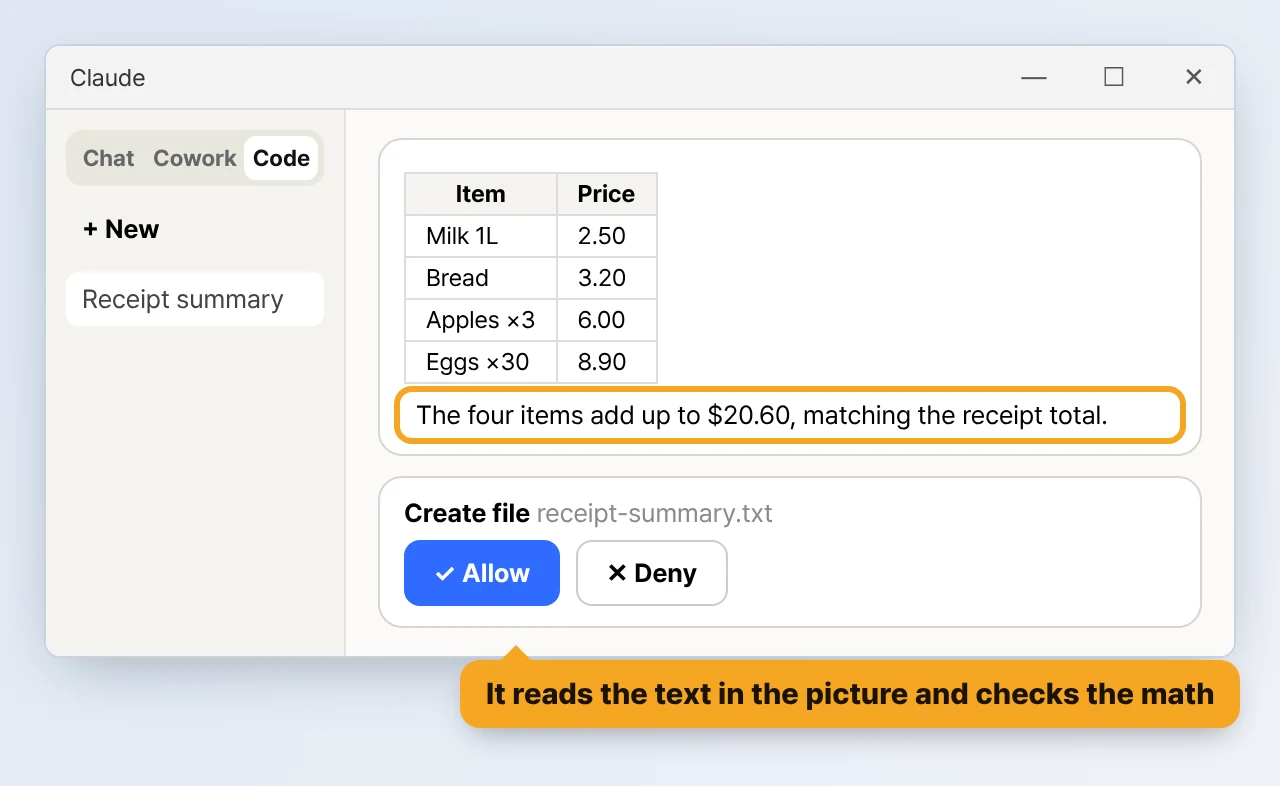 Claude
Chat Cowork Code
+ New
Receipt summary
Item Price
Milk 1L 2.50
Bread 3.20
Apples ×3 6.00
Eggs ×30 8.90
The four items add up to $20.60, matching the receipt total.
Create file receipt-summary.txt
✓ Allow ✕ Deny
It reads the text in the picture and checks the math